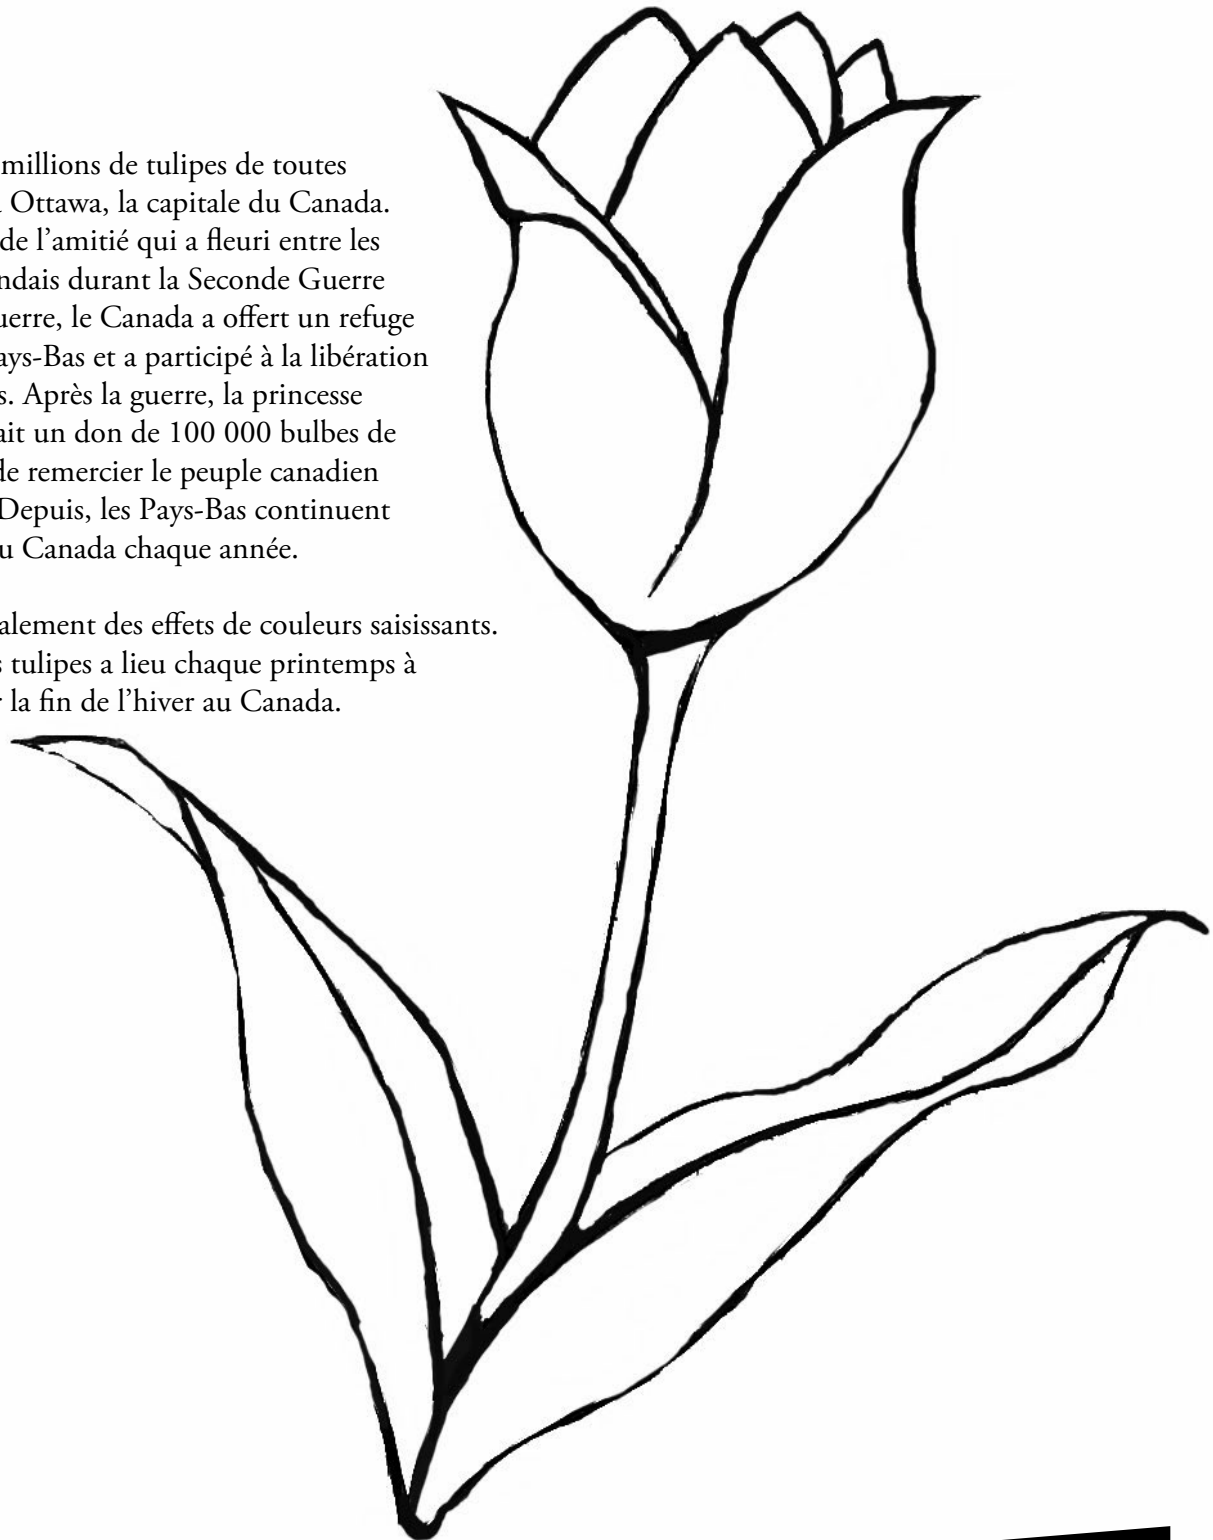 millions de tulipes de toutes
Ottawa, la capitale du Canada.
de l’amitié qui a fleuri entre les
ndais durant la Seconde Guerre
uerre, le Canada a offert un refuge
ays-Bas et a participé à la libération
s. Après la guerre, la princesse
ait un don de 100 000 bulbes de
de remercier le peuple canadien
Depuis, les Pays-Bas continuent
u Canada chaque année.
alement des effets de couleurs saisissants.
s tulipes a lieu chaque printemps à
r la fin de l’hiver au Canada.